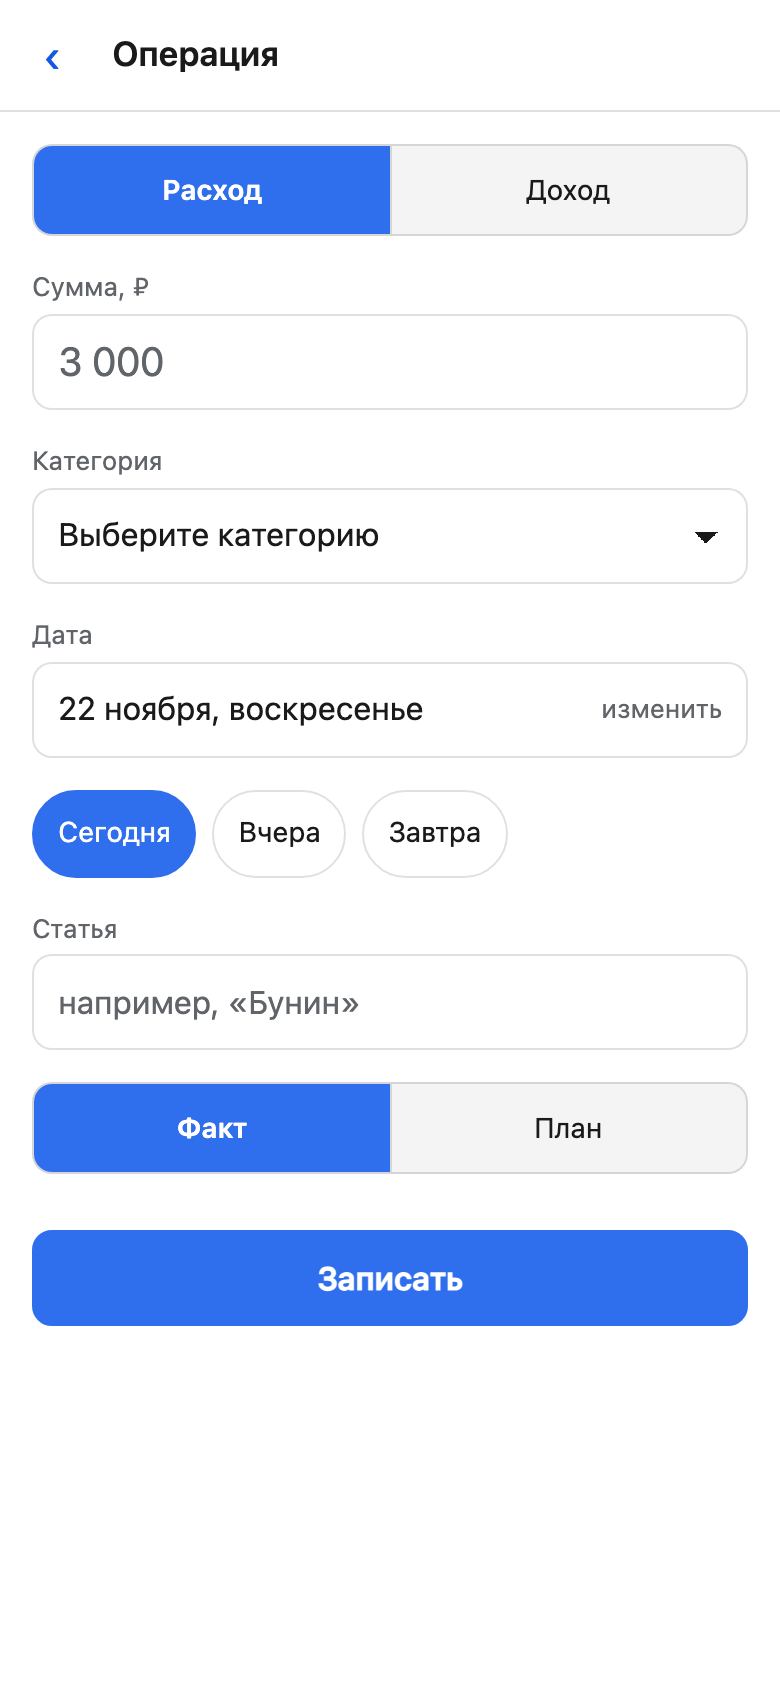 ‹ Операция
Расход Доход
Сумма, ₽
3 000
Категория
Выберите категорию
Дата
22 ноября, воскресенье изменить
Сегодня Вчера Завтра
Статья
например, «Бунин»
Факт План
Записать